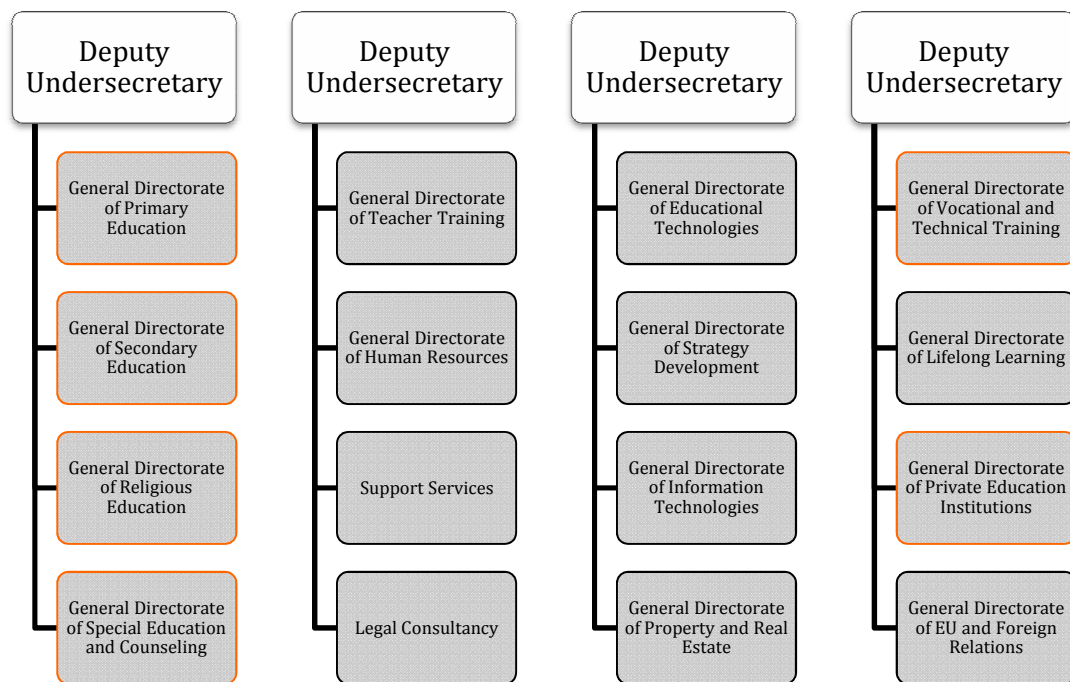 Deputy
Undersecretary
General Directorate
of Primary
Education
General Directorate
of Secondary
Education
General Directorate
of Religious
Education
General Directorate
of Special Education
and Counseling
Deputy
Undersecretary
General Directorate
of Teacher Training
General Directorate
of Human Resources
Support Services
Legal Consultancy
Deputy
Undersecretary
General Directorate
of Educational
Technologies
General Directorate
of Strategy
Development
General Directorate
of Information
Technologies
General Directorate
of Property and Real
Estate
Deputy
Undersecretary
General Directorate
of Vocational and
Technical Training
General Directorate
of Lifelong Learning
General Directorate
of Private Education
Institutions
General Directorate
of EU and Foreign
Relations